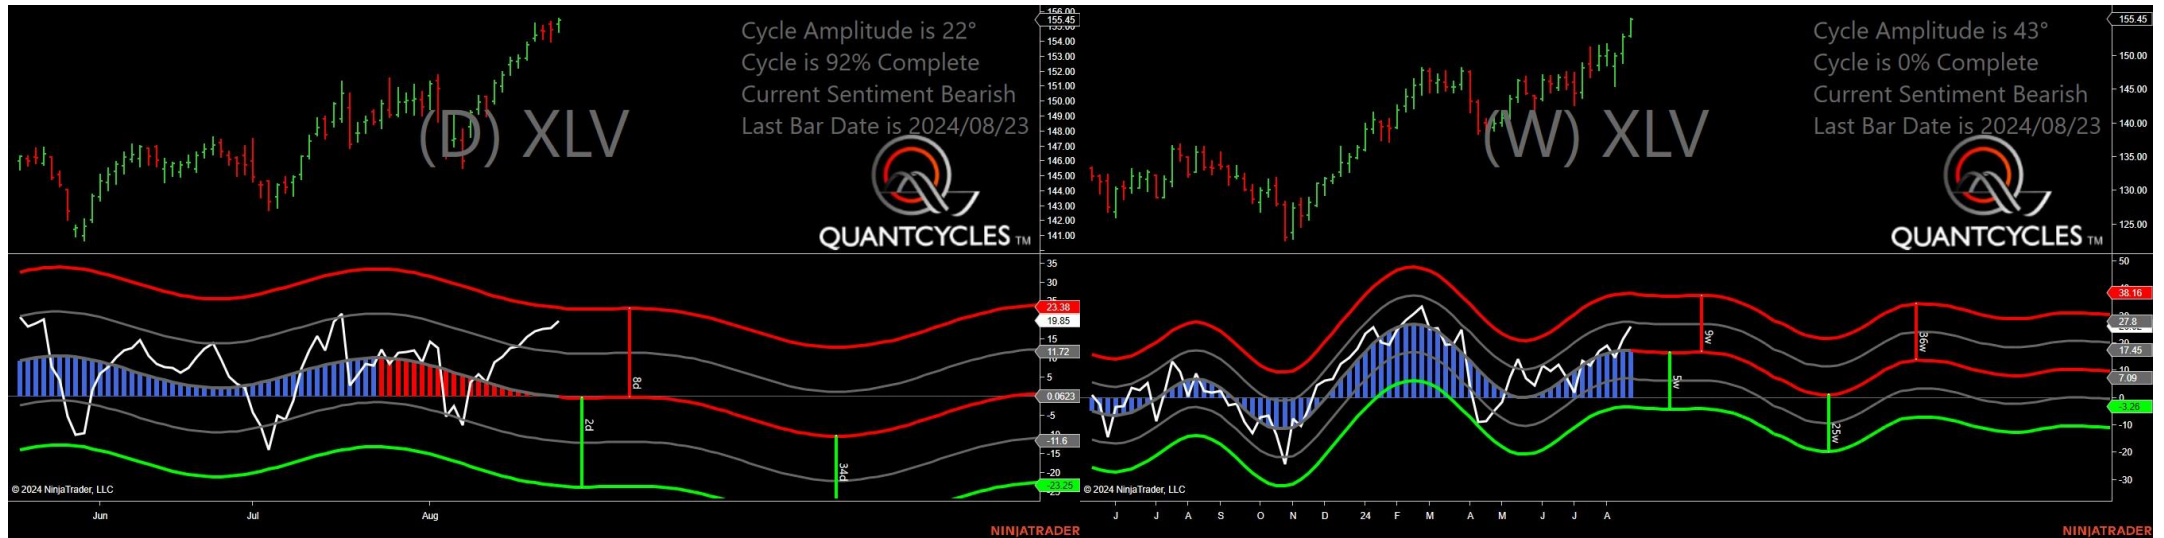 Cycle Amplitude is 22°
Cycle is 92% Complete
Current Sentiment Bearish
Last Bar Date is 2024/08/23
(D) XLV
QUANTCYCLES TM
156.00
155.45
154.00
153.00
152.00
151.00
150.00
149.00
148.00
147.00
146.00
145.00
144.00
143.00
142.00
141.00
35
30
23.38
19.85
15
11.72
5
0.0623
-5
-11.6
-15
-20
-23.25
8d
2d
34d
© 2024 NinjaTrader, LLC
Jun
Jul
Aug
NINJATRADER
Cycle Amplitude is 43°
Cycle is 0% Complete
Current Sentiment Bearish
Last Bar Date is 2024/08/23
(W) XLV
QUANTCYCLES TM
155.45
150.00
145.00
140.00
135.00
130.00
125.00
50
38.16
27.8
20
17.45
10
7.09
0
-3.26
-10
-20
-30
9w
5w
36w
25w
© 2024 NinjaTrader, LLC
J
J
A
S
O
N
D
24
F
M
A
M
J
J
A
NINJATRADER